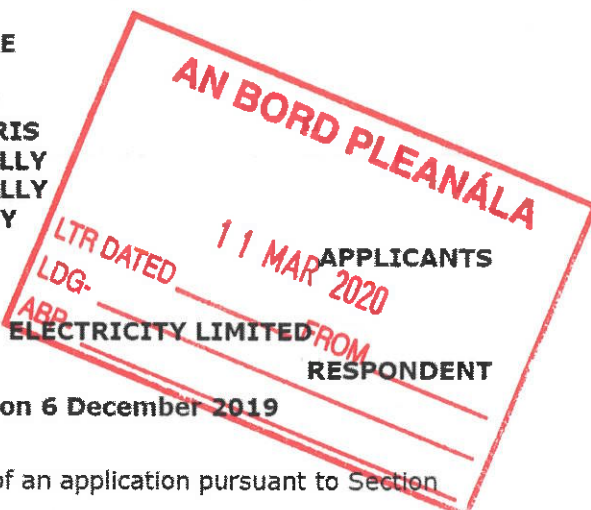 E
RIS
LLY
LLY
Y
AN BORD PLEANÁLA
11 MAR 2020
LTR DATED FROM
LDG-
ABP
APPLICANTS
ELECTRICITY LIMITED
RESPONDENT
on 6 December 2019
of an application pursuant to Section